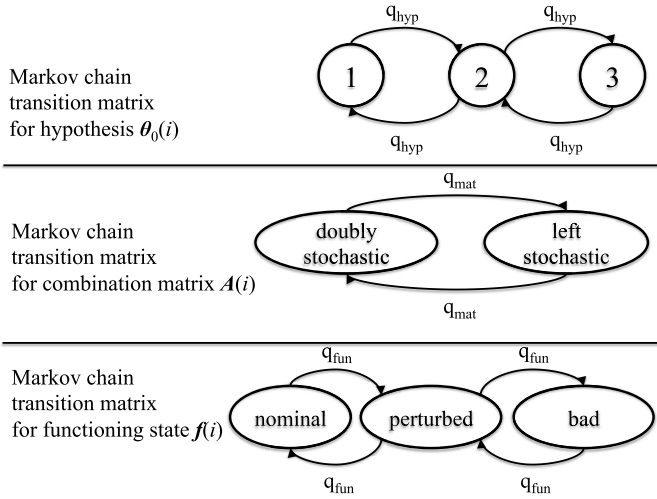 q_hyp q_hyp
1 2 3
Markov chain
transition matrix
for hypothesis θ₀(i)
q_hyp q_hyp
q_mat
Markov chain
transition matrix
for combination matrix A(i)
doubly
stochastic
left
stochastic
q_mat
q_fun q_fun
Markov chain
transition matrix
for functioning state f(i)
nominal perturbed bad
q_fun q_fun